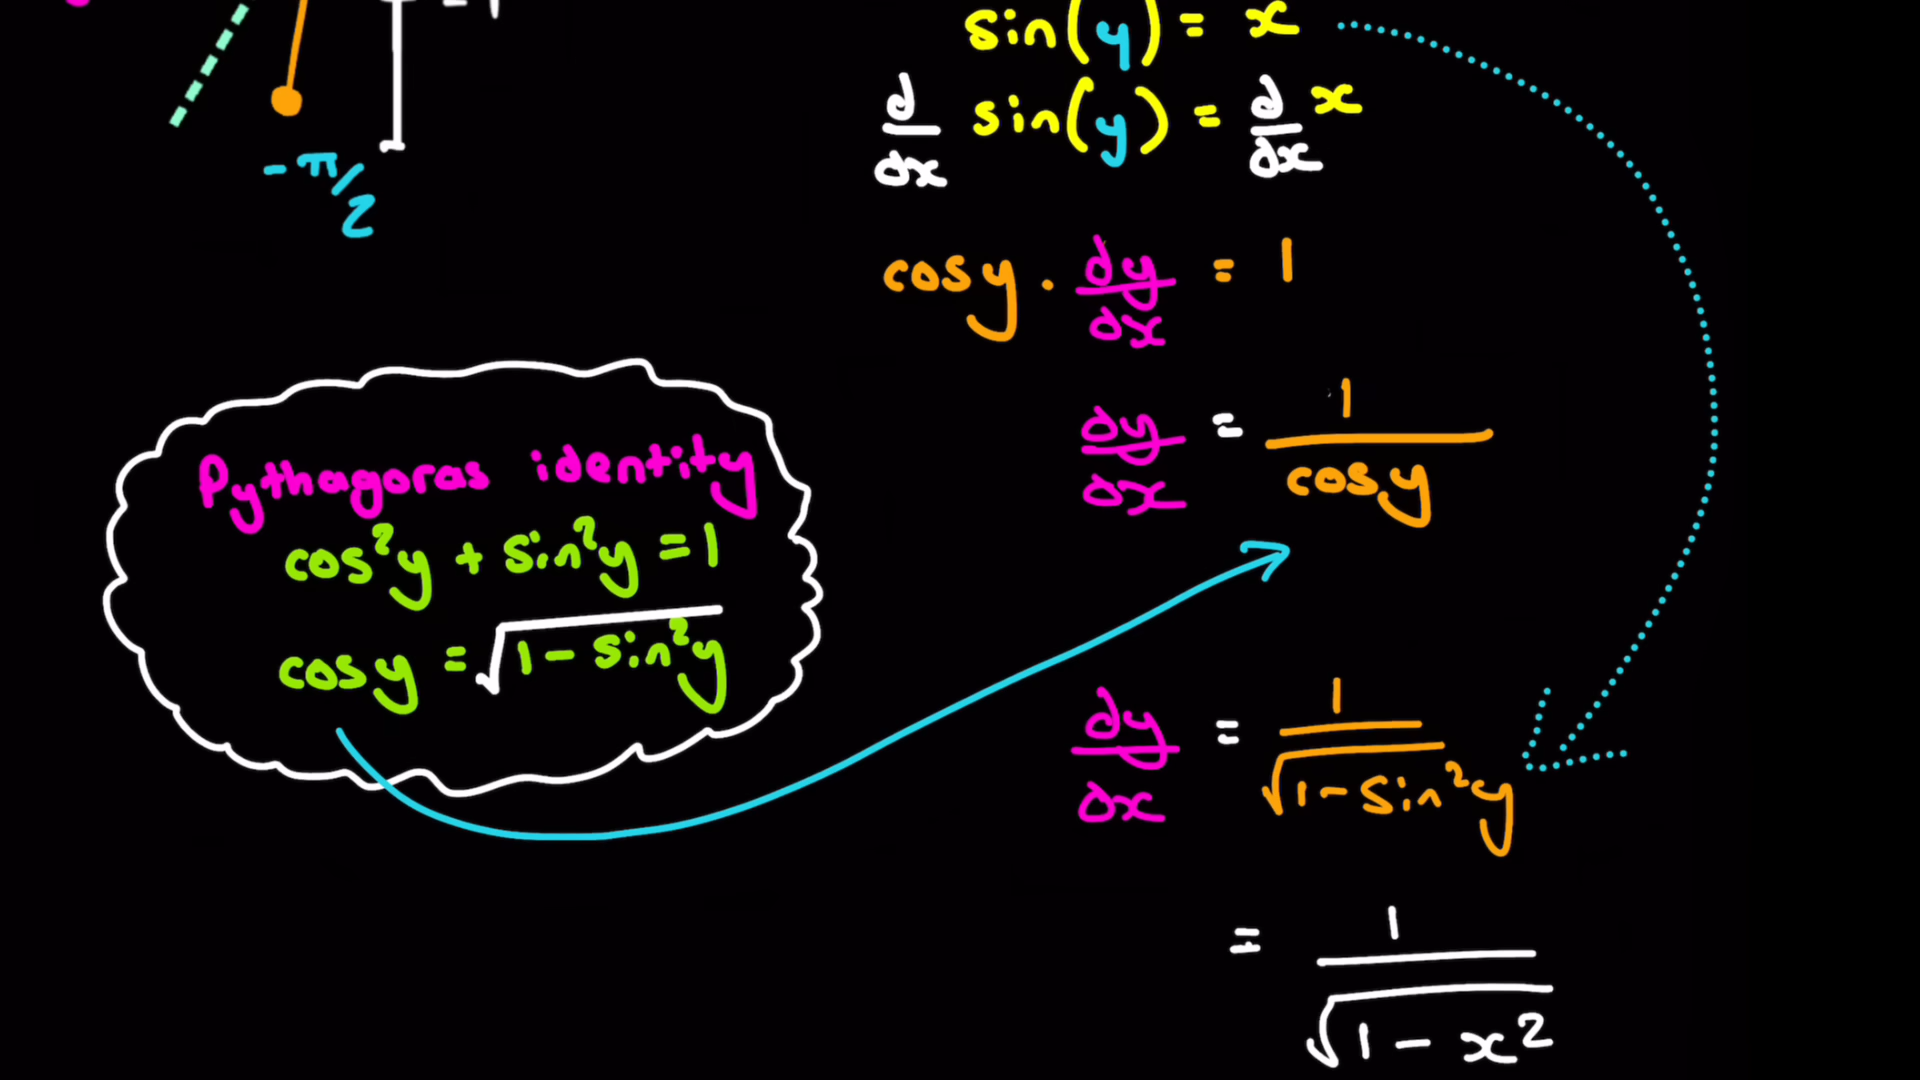 -1
-π/2
sin(y) = x
d/dx sin(y) = d/dx x
cosy · dy/dx = 1
dy/dx = 1/cosy
Pythagoras identity
cos²y + sin²y = 1
cosy = √(1 - sin²y)
dy/dx = 1/√(1 - sin²y)
= 1/√(1 - x²)